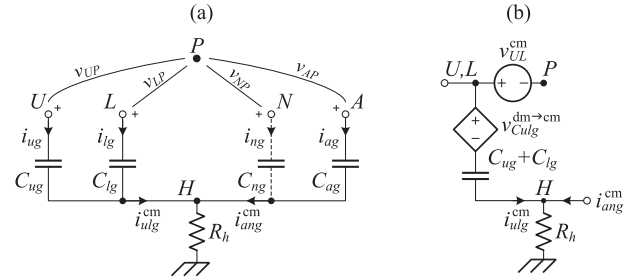 (a)
P
v_UP v_LP v_NP v_AP
U + L + + N + A
i_ug i_lg i_ng i_ag
C_ug C_lg H C_ng C_ag
i_ulg^cm i_ang^cm
R_h
(b)
v_UL^cm
U,L + − P
+ − v_Culg^dm→cm
C_ug+C_lg
H
i_ulg^cm i_ang^cm
R_h